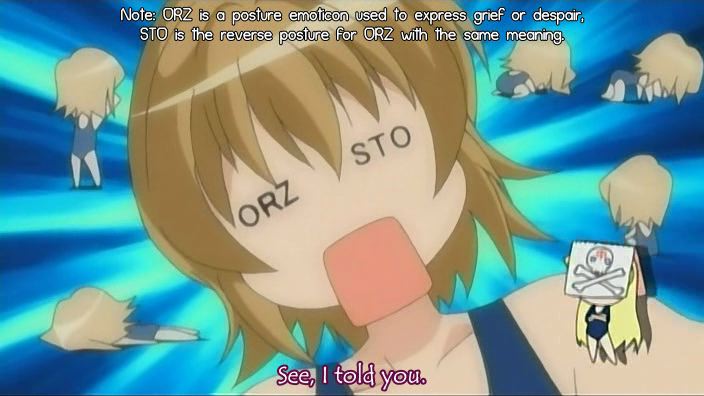 Note: ORZ is a posture emoticon used to express grief or despair,
STO is the reverse posture for ORZ with the same meaning.
ORZ STO
See, I told you.